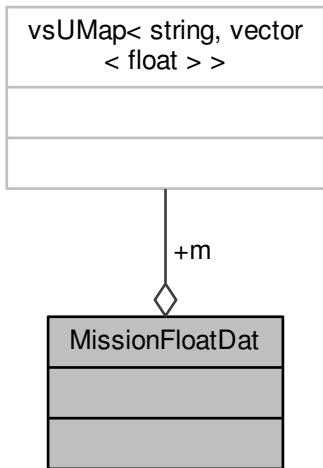 vsUMap< string, vector
< float > >
+m
MissionFloatDat